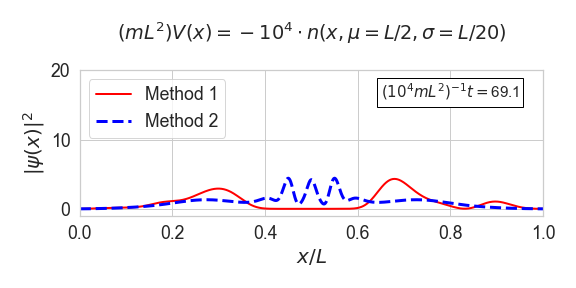 (mL²)V(x) = −10⁴ · n(x, μ = L/2, σ = L/20)
20
Method 1
Method 2
(10⁴mL²)⁻¹t = 69.1
|ψ(x)|²
10
0
0.0 0.2 0.4 0.6 0.8 1.0
x/L